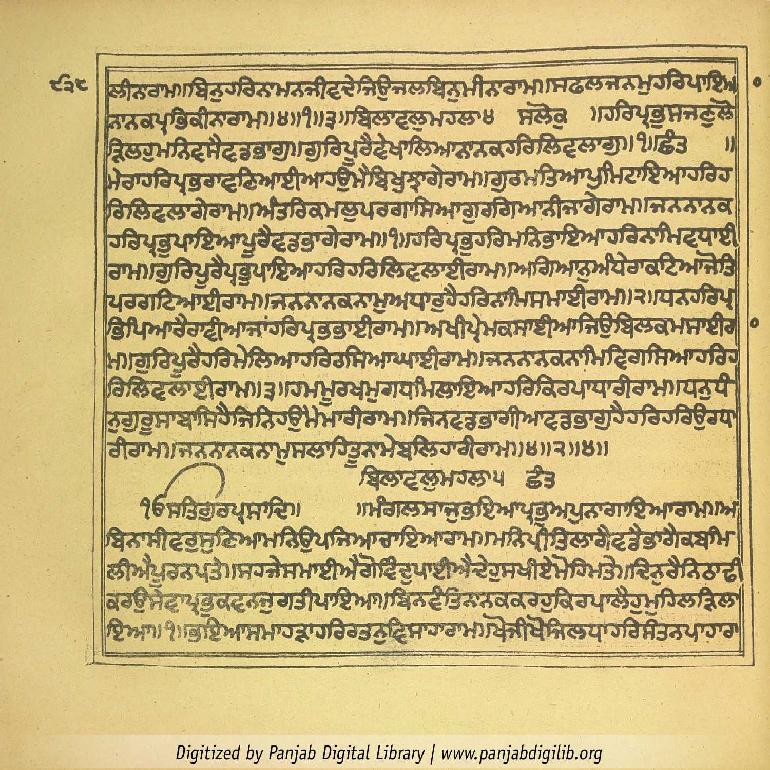 ੮੩੮
ਲੀਨਰਾਮ॥ਬਿਨੁਹਰਿਨਾਮਨਜੀਵਦੇਜਿਉਜਲਬਿਨੁਮੀਨਾਰਾਮ॥ਸਫਲਜਨਮੁਹਰਿਪਾਇਆ
ਨਾਨਕਪ੍ਰਭਿਕੀਨਾਰਾਮ॥੪॥੧॥੩॥ਬਿਲਾਵਲੁਮਹਲਾ੪ ਸਲੋਕੁ ॥ਹਰਿਪ੍ਰਭੁਸਜਣੁਲੋ
ੜਿਲਹੁਮਨਿਵਸੈਵਡਭਾਗੁ॥ਗੁਰਿਪੂਰੈਵੇਖਾਲਿਆਨਾਨਕਹਰਿਲਿਵਲਾਗੁ॥੧॥ਛੰਤ ॥
ਮੇਰਾਹਰਿਪ੍ਰਭੁਰਾਵਣਿਆਈਆਹਉਮੈਬਿਖੁਝਾਗੇਰਾਮ॥ਗੁਰਮਤਿਆਪੁਮਿਟਾਇਆਹਰਿਹ
ਰਿਲਿਵਲਾਗੇਰਾਮ॥ਅੰਤਰਿਕਮਲੁਪਰਗਾਸਿਆਗੁਰਗਿਆਨੀਜਾਗੇਰਾਮ॥ਜਨਨਾਨਕ
ਹਰਿਪ੍ਰਭੁਪਾਇਆਪੂਰੈਵਡਭਾਗੇਰਾਮ॥੧॥ਹਰਿਪ੍ਰਭੁਹਰਿਮਨਿਭਾਇਆਹਰਿਨਾਮਿਵਧਾਈ
ਰਾਮ॥ਗੁਰਿਪੂਰੈਪ੍ਰਭੁਪਾਇਆਹਰਿਹਰਿਲਿਵਲਾਈਰਾਮ॥ਅਗਿਆਨੁਅੰਧੇਰਾਕਟਿਆਜੋਤਿ
ਪਰਗਟਿਆਈਰਾਮ॥ਜਨਨਾਨਕਨਾਮੁਅਧਾਰੁਹੈਹਰਿਨਾਮਿਸਮਾਈਰਾਮ॥੨॥ਧਨਹਰਿਪ੍ਰ
ਭਿਪਿਆਰੈਰਾਵੀਆਜਾਂਹਰਿਪ੍ਰਭਭਾਈਰਾਮ॥ਅਖੀਪ੍ਰੇਮਕਸਾਈਆਜਿਉਬਿਲਕਮਸਾਈਰਾ
ਮ॥ਗੁਰਿਪੂਰੈਹਰਿਮੇਲਿਆਹਰਿਰਸਿਆਘਾਈਰਾਮ॥ਜਨਨਾਨਕਨਾਮਿਵਿਗਸਿਆਹਰਿਹ
ਰਿਲਿਵਲਾਈਰਾਮ॥੩॥ਹਮਮੂਰਖਮੁਗਧਮਿਲਾਇਆਹਰਿਕਿਰਪਾਧਾਰੀਰਾਮ॥ਧਨੁਧੰ
ਨੁਗੁਰੂਸਾਬਾਸਿਹੈਜਿਨਿਹਉਮੈਮਾਰੀਰਾਮ॥ਜਿਨਵਡਭਾਗੀਆਵਡਭਾਗੁਹੈਹਰਿਹਰਿਉਰਧਾ
ਰੀਰਾਮ॥ਜਨਨਾਨਕਨਾਮੁਸਲਾਹਿਤੂਨਾਮੇਬਲਿਹਾਰੀਰਾਮ॥੪॥੨॥੪॥
ਬਿਲਾਵਲੁਮਹਲਾ੫ ਛੰਤ
ੴਸਤਿਗੁਰਪ੍ਰਸਾਦਿ॥ ॥ਮੰਗਲਸਾਜੁਭਇਆਪ੍ਰਭੁਅਪੁਨਾਗਾਇਆਰਾਮ॥ਅ
ਬਿਨਾਸੀਵਰੁਸੁਣਿਆਮਨਿਉਪਜਿਆਚਾਇਆਰਾਮ॥ਮਨਿਪ੍ਰੀਤਿਲਾਗੈਵਡੈਭਾਗੈਕਬਮਿ
ਲੀਐਪੂਰਨਪਤੇ॥ਸਹਜੇਸਮਾਈਐਗੋਵਿੰਦੁਪਾਈਐਦੇਹੁਸਖੀਏਮੋਹਿਮਤੇ॥ਦਿਨੁਰੈਨਿਠਾਢੀ
ਕਰਉਸੇਵਾਪ੍ਰਭੁਕਵਨਜੁਗਤੀਪਾਇਆ॥ਬਿਨਵੰਤਿਨਾਨਕਕਰਹੁਕਿਰਪਾਲੈਹੁਮੋਹਿਲੜਿਲਾ
ਇਆ॥੧॥ਭਇਆਸਮਾਹੜਾਹਰਿਰਤਨੁਵਿਸਾਹਾਰਾਮ॥ਖੋਜੀਖੋਜਿਲਧਾਹਰਿਸੰਤਨਪਾਹਾਰਾ
Digitized by Panjab Digital Library | www.panjabdigilib.org